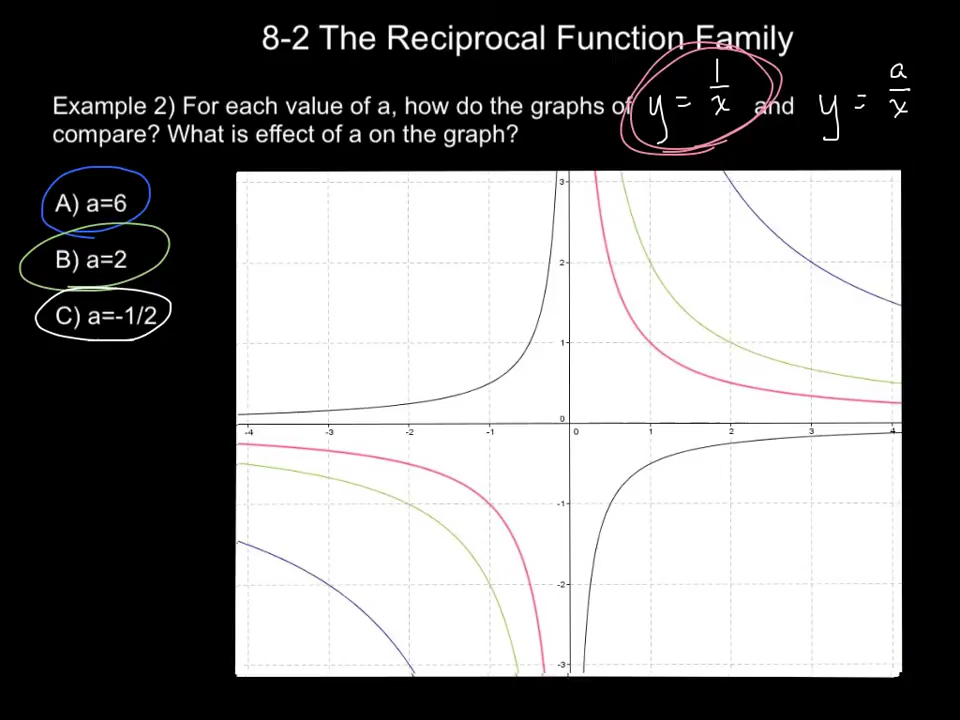 8-2 The Reciprocal Function Family
Example 2) For each value of a, how do the graphs of y = 1/x and y = a/x
compare? What is effect of a on the graph?
A) a=6
B) a=2
C) a=-1/2
3
2
1
0
-4 -3 -2 -1 0 1 2 3 4
-1
-2
-3